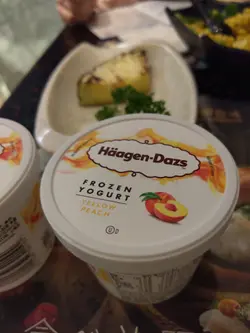 Häagen-Dazs
FROZEN
YOGURT
YELLOW
PEACH